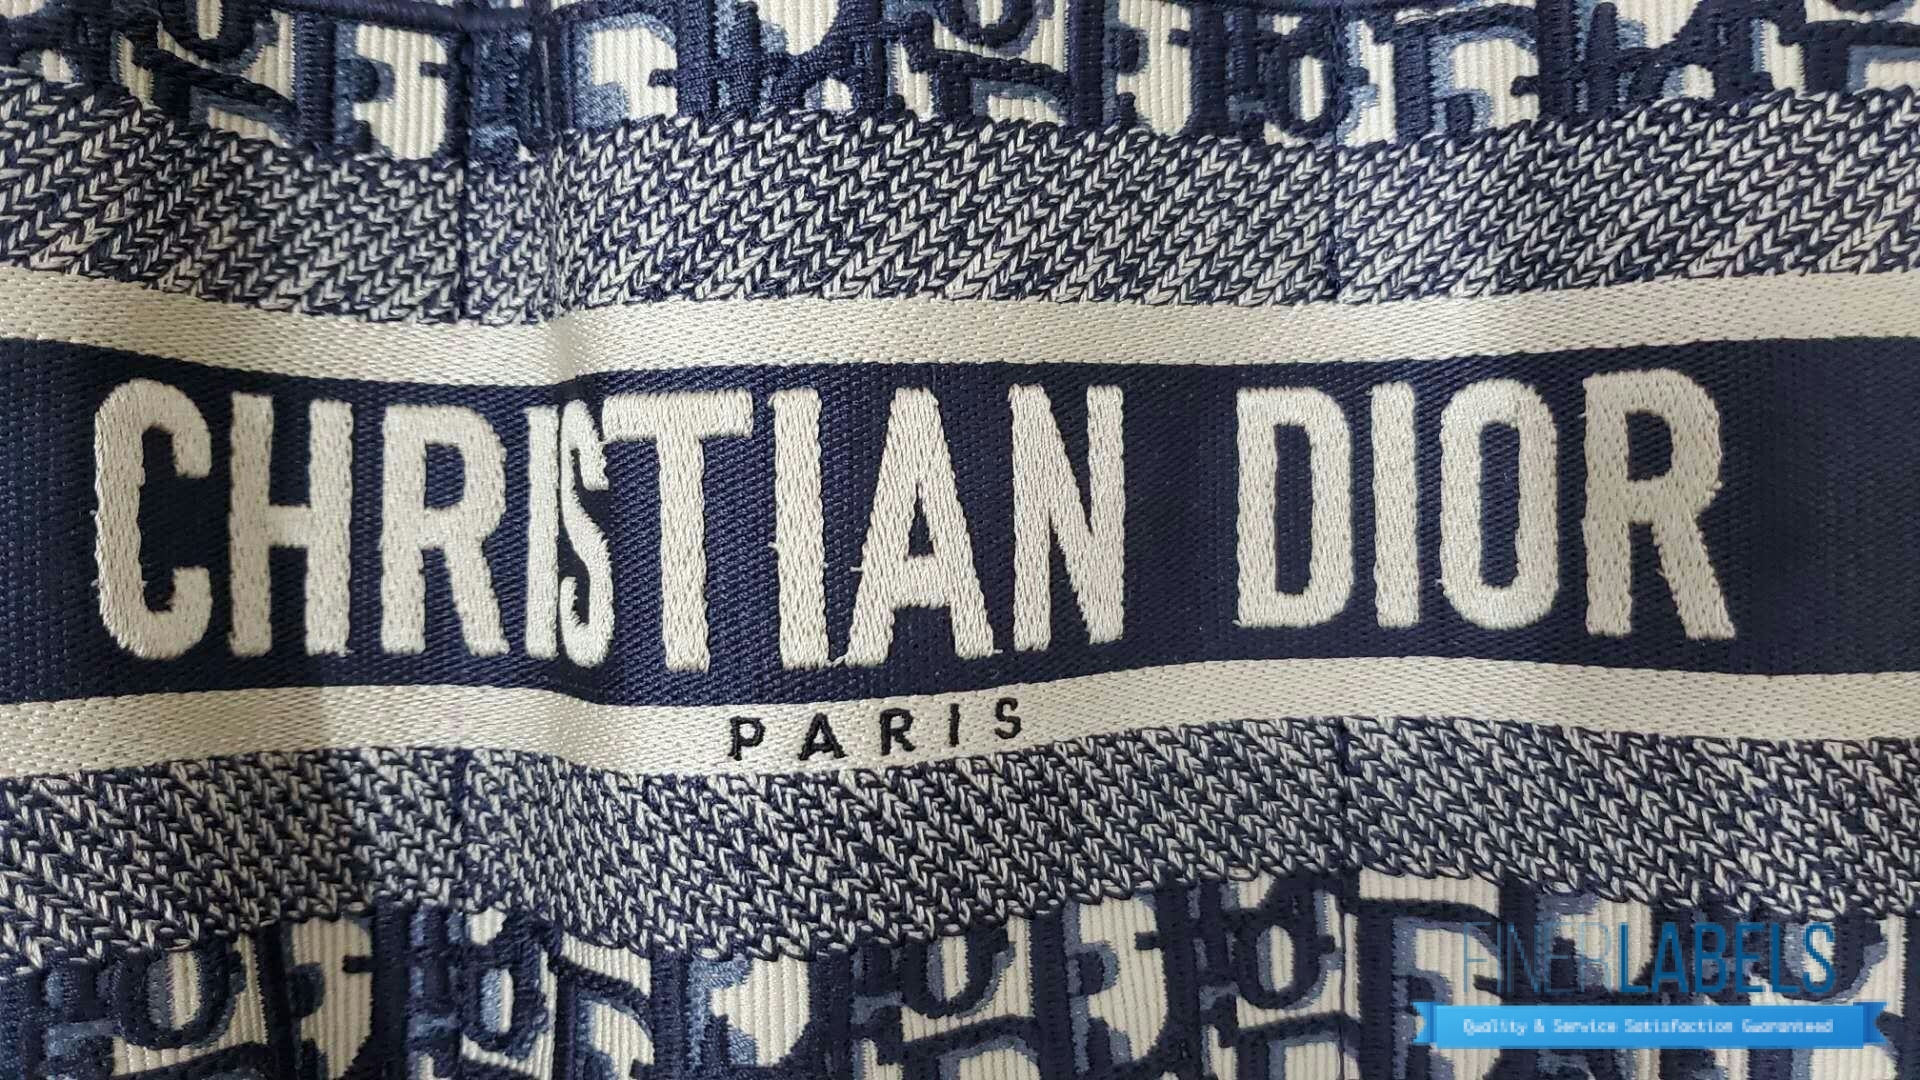 CHRISTIAN DIOR
PARIS
FINERLABELS
Quality & Service Satisfaction Guaranteed